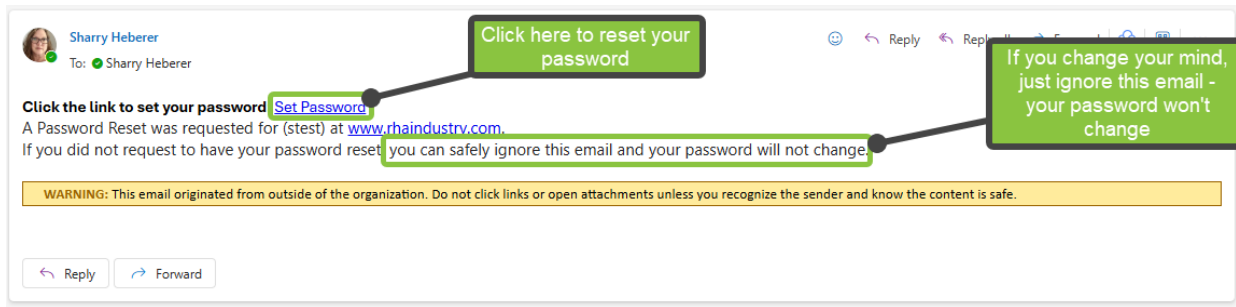 Sharry Heberer
To: Sharry Heberer
Click here to reset your
password
Reply
If you change your mind,
just ignore this email -
your password won't
change
Click the link to set your password Set Password
A Password Reset was requested for (stest) at www.rhaindustry.com.
If you did not request to have your password reset you can safely ignore this email and your password will not change.
WARNING: This email originated from outside of the organization. Do not click links or open attachments unless you recognize the sender and know the content is safe.
Reply
Forward